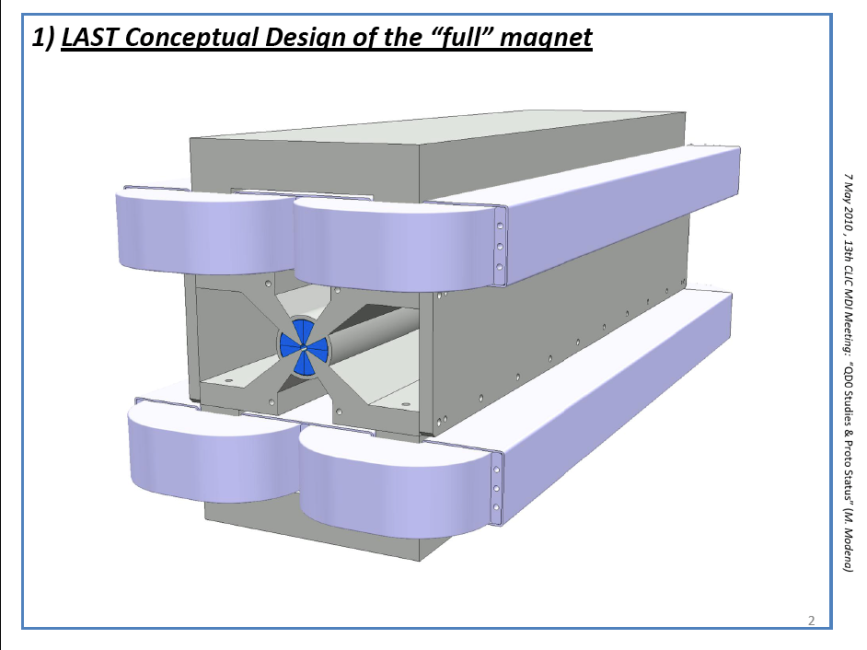 1) LAST Conceptual Design of the “full” magnet
7 May 2010 , 13th CLIC MDI Meeting:  “QD0 Studies & Proto Status” (M. Modena)
2